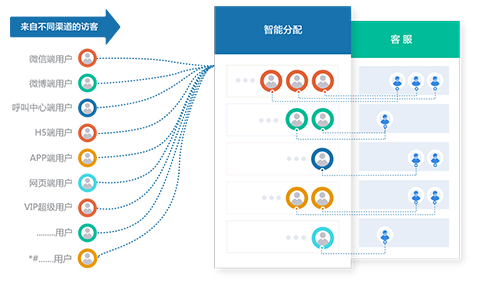 来自不同渠道的访客
智能分配
客 服
微信端用户
微博端用户
呼叫中心端用户
HS端用户
APP端用户
网页端用户
VIP超级用户
.........用户
*#.......用户